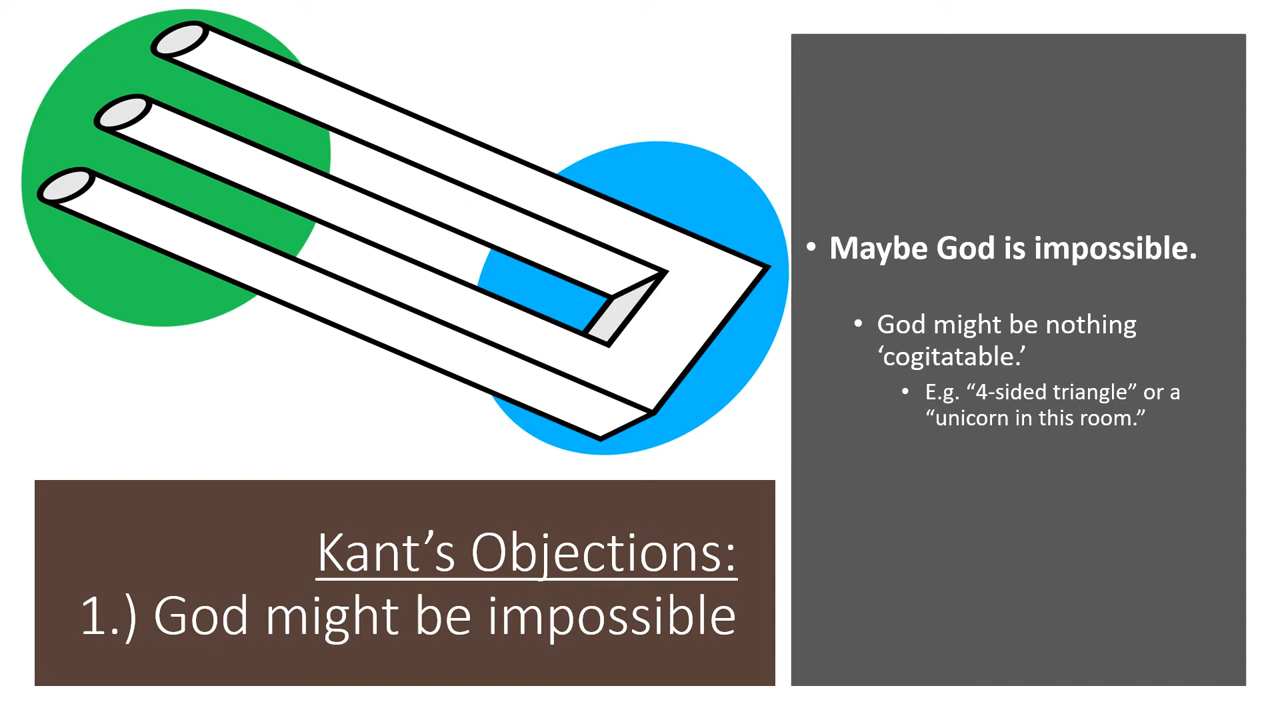 • Maybe God is impossible.
• God might be nothing
‘cogitatable.’
• E.g. “4-sided triangle” or a
“unicorn in this room.”
Kant’s Objections:
1.) God might be impossible